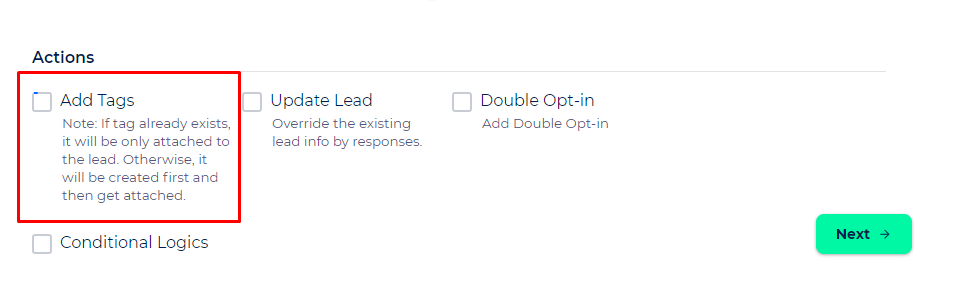 Actions
Add Tags
Note: If tag already exists,
it will be only attached to
the lead. Otherwise, it
will be created first and
then get attached.
Update Lead
Override the existing
lead info by responses.
Double Opt-in
Add Double Opt-in
Conditional Logics
Next →